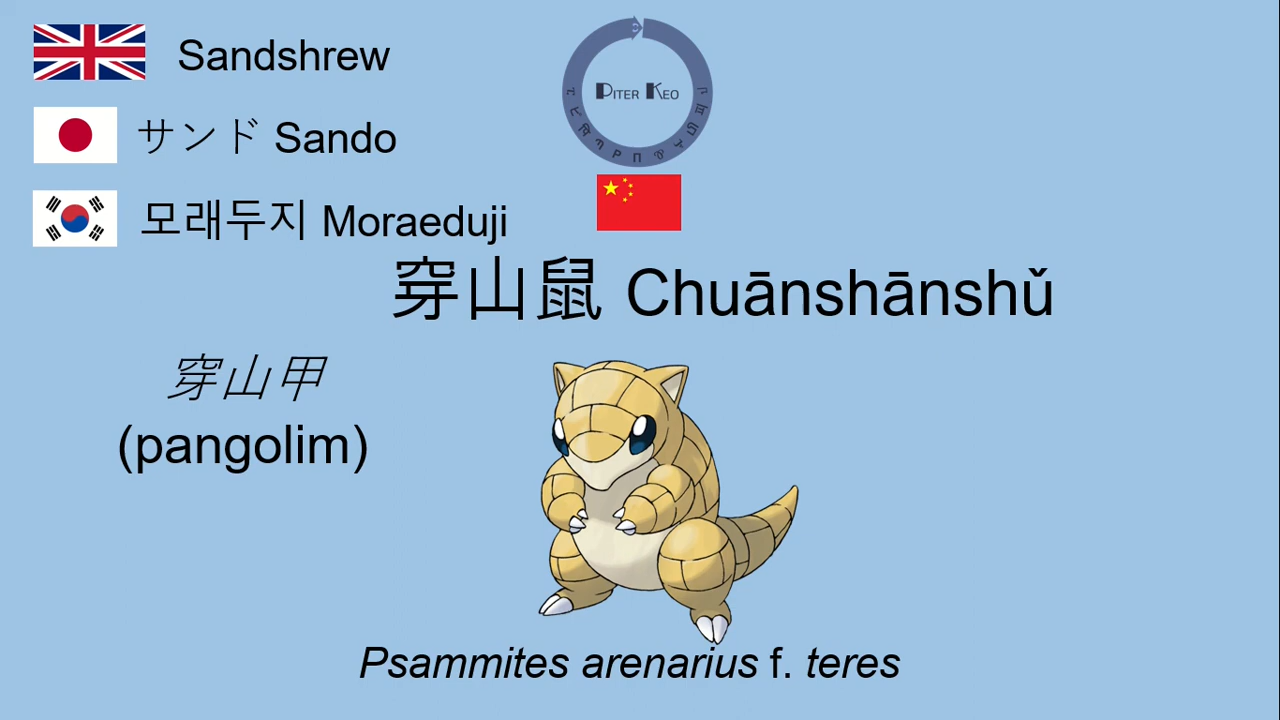 Sandshrew
PITER KEO
サンド Sando
모래두지 Moraeduji
穿山鼠 Chuānshānshǔ
穿山甲
(pangolim)
Psammites arenarius f. teres